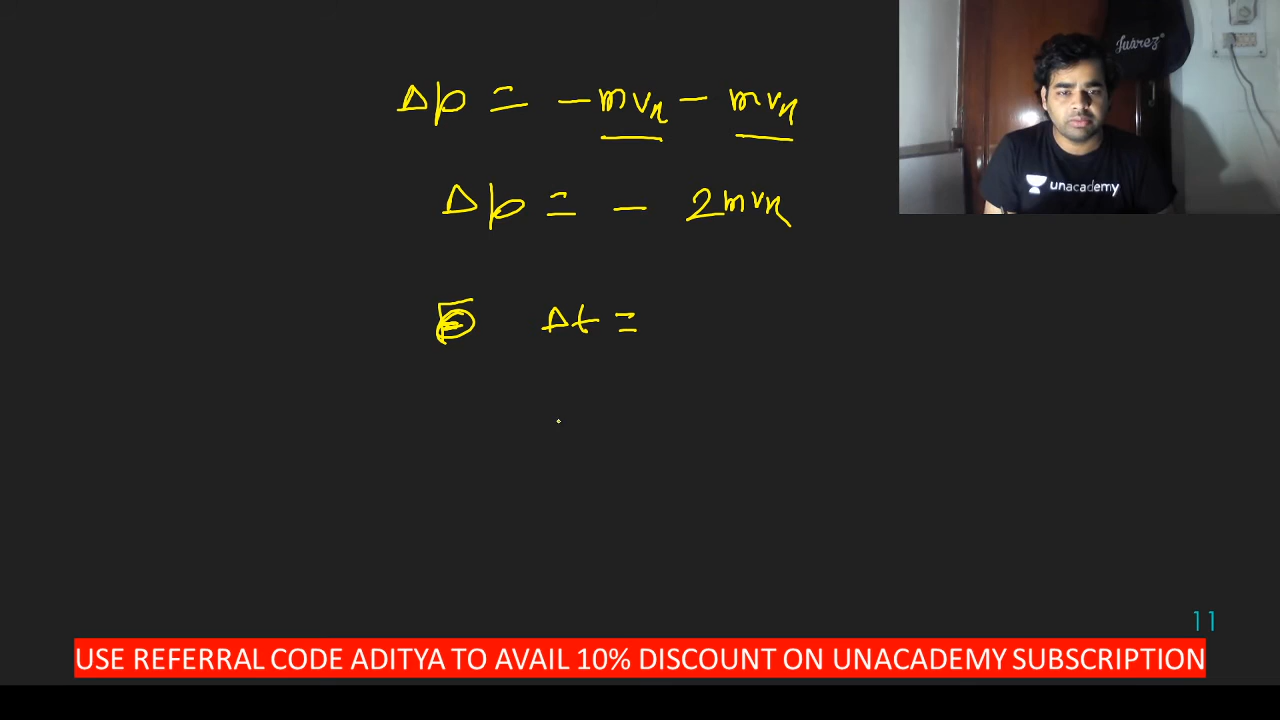 Δp = -mvx - mvx
Δp = - 2mvx
Δt =
Juárez
unacademy
11
USE REFERRAL CODE ADITYA TO AVAIL 10% DISCOUNT ON UNACADEMY SUBSCRIPTION